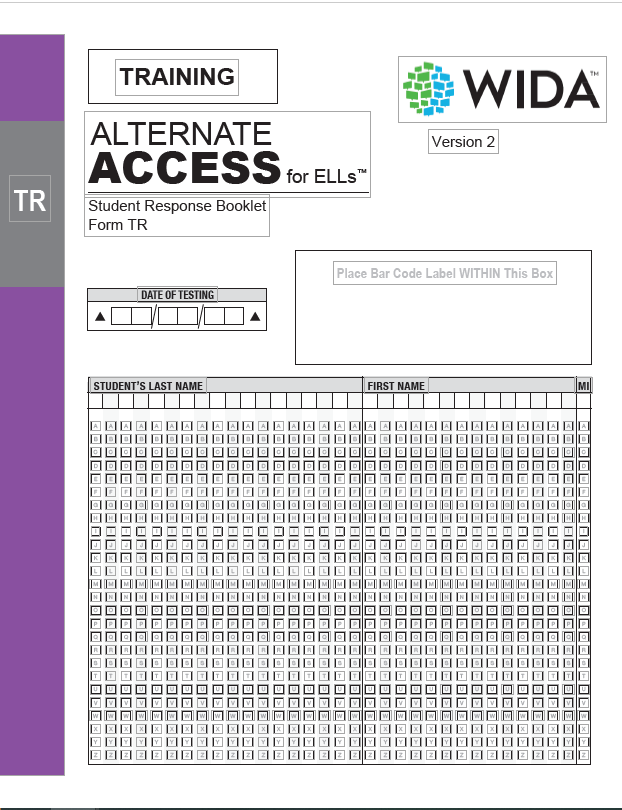 TRAINING
WIDA™
ALTERNATE
ACCESS for ELLs™
Version 2
TR
Student Response Booklet
Form TR
Place Bar Code Label WITHIN This Box
DATE OF TESTING
STUDENT'S LAST NAME FIRST NAME MI
A A A A A A A A A A A A A A A A A A A A A A A A A A A A A A A A A
B B B B B B B B B B B B B B B B B B B B B B B B B B B B B B B B B
C C C C C C C C C C C C C C C C C C C C C C C C C C C C C C C C C
D D D D D D D D D D D D D D D D D D D D D D D D D D D D D D D D D
E E E E E E E E E E E E E E E E E E E E E E E E E E E E E E E E E
F F F F F F F F F F F F F F F F F F F F F F F F F F F F F F F F F
G G G G G G G G G G G G G G G G G G G G G G G G G G G G G G G G G
H H H H H H H H H H H H H H H H H H H H H H H H H H H H H H H H H
I I I I I I I I I I I I I I I I I I I I I I I I I I I I I I I I I
J J J J J J J J J J J J J J J J J J J J J J J J J J J J J J J J J
K K K K K K K K K K K K K K K K K K K K K K K K K K K K K K K K K
L L L L L L L L L L L L L L L L L L L L L L L L L L L L L L L L L
M M M M M M M M M M M M M M M M M M M M M M M M M M M M M M M M M
N N N N N N N N N N N N N N N N N N N N N N N N N N N N N N N N N
O O O O O O O O O O O O O O O O O O O O O O O O O O O O O O O O O
P P P P P P P P P P P P P P P P P P P P P P P P P P P P P P P P P
Q Q Q Q Q Q Q Q Q Q Q Q Q Q Q Q Q Q Q Q Q Q Q Q Q Q Q Q Q Q Q Q Q
R R R R R R R R R R R R R R R R R R R R R R R R R R R R R R R R R
S S S S S S S S S S S S S S S S S S S S S S S S S S S S S S S S S
T T T T T T T T T T T T T T T T T T T T T T T T T T T T T T T T T
U U U U U U U U U U U U U U U U U U U U U U U U U U U U U U U U U
V V V V V V V V V V V V V V V V V V V V V V V V V V V V V V V V V
W W W W W W W W W W W W W W W W W W W W W W W W W W W W W W W W W
X X X X X X X X X X X X X X X X X X X X X X X X X X X X X X X X X
Y Y Y Y Y Y Y Y Y Y Y Y Y Y Y Y Y Y Y Y Y Y Y Y Y Y Y Y Y Y Y Y Y
Z Z Z Z Z Z Z Z Z Z Z Z Z Z Z Z Z Z Z Z Z Z Z Z Z Z Z Z Z Z Z Z Z